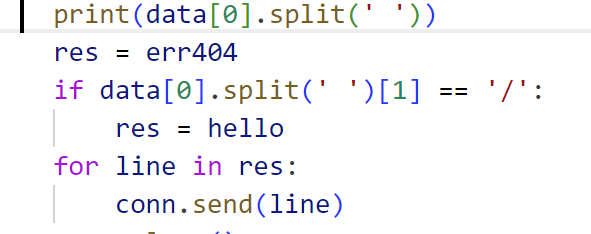 print(data[0].split(' '))
res = err404
if data[0].split(' ')[1] == '/':
    res = hello
for line in res:
    conn.send(line)